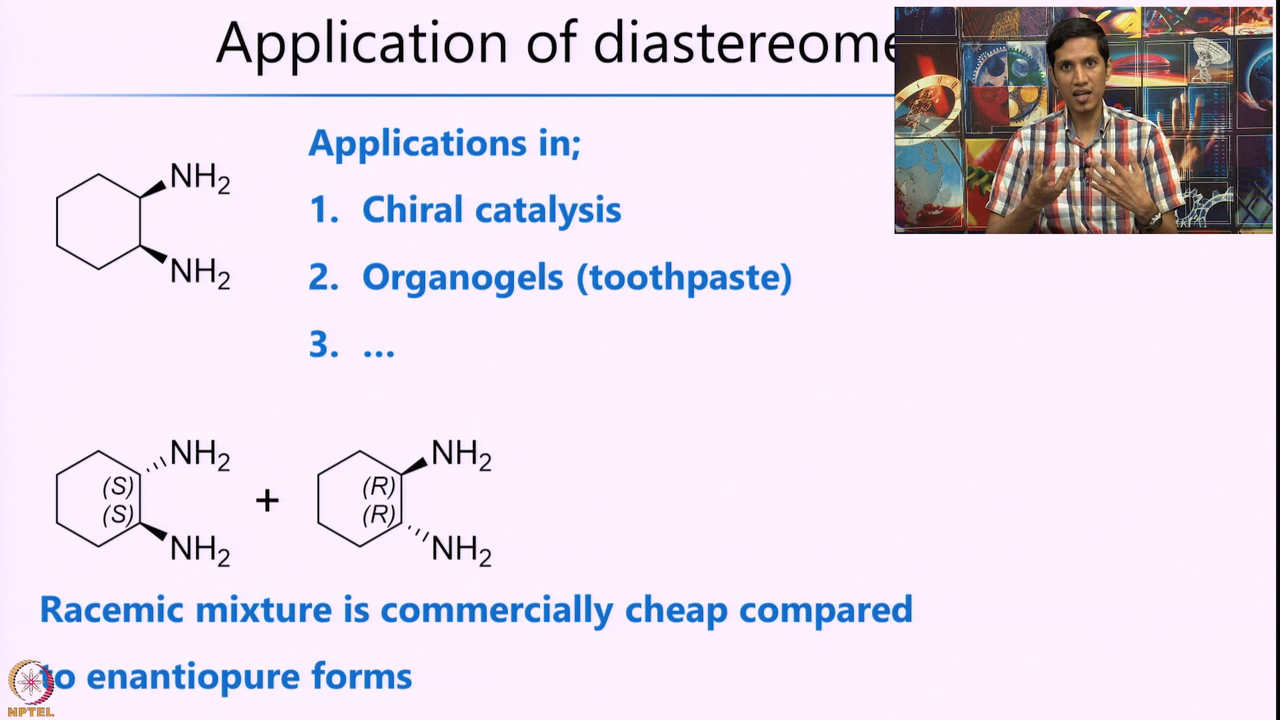 Application of diastereome
NH2
Applications in;
1. Chiral catalysis
NH2
2. Organogels (toothpaste)
3. ...
NH2
NH2
(S)
(R)
(S)
+
(R)
NH2
NH2
Racemic mixture is commercially cheap compared
to enantiopure forms
NPTEL